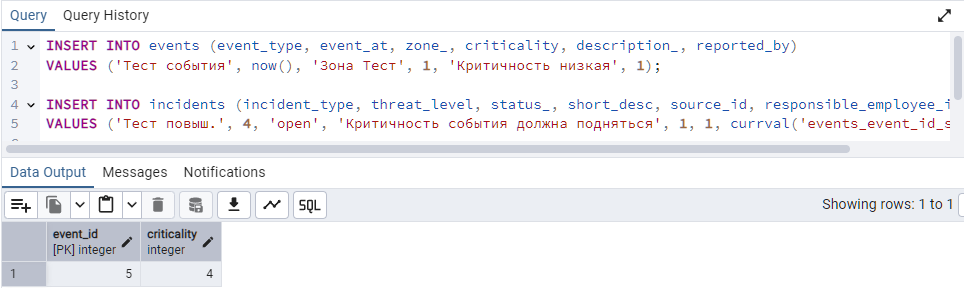 Query Query History
1 INSERT INTO events (event_type, event_at, zone_, criticality, description_, reported_by)
2 VALUES ('Тест события', now(), 'Зона Тест', 1, 'Критичность низкая', 1);
3
4 INSERT INTO incidents (incident_type, threat_level, status_, short_desc, source_id, responsible_employee_i
5 VALUES ('Тест повыш.', 4, 'open', 'Критичность события должна подняться', 1, 1, currval('events_event_id_s
Data Output Messages Notifications
SQL Showing rows: 1 to 1
event_id criticality
[PK] integer integer
1 5 4